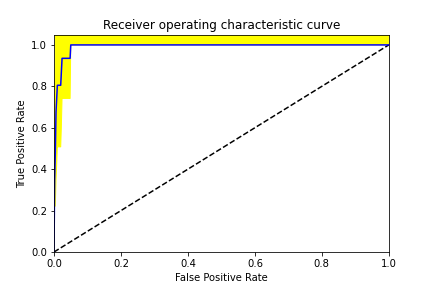 Receiver operating characteristic curve
True Positive Rate
1.0
0.8
0.6
0.4
0.2
0.0
0.0 0.2 0.4 0.6 0.8 1.0
False Positive Rate